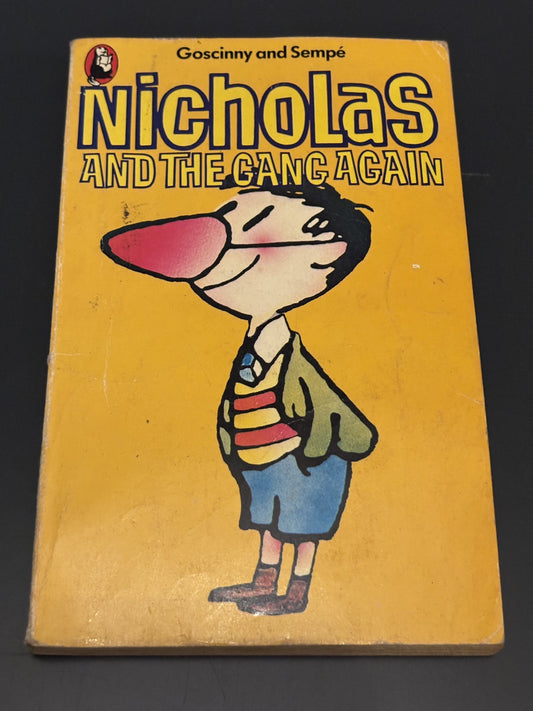 Goscinny and Sempé
Nicholas
AND THE GANG AGAIN